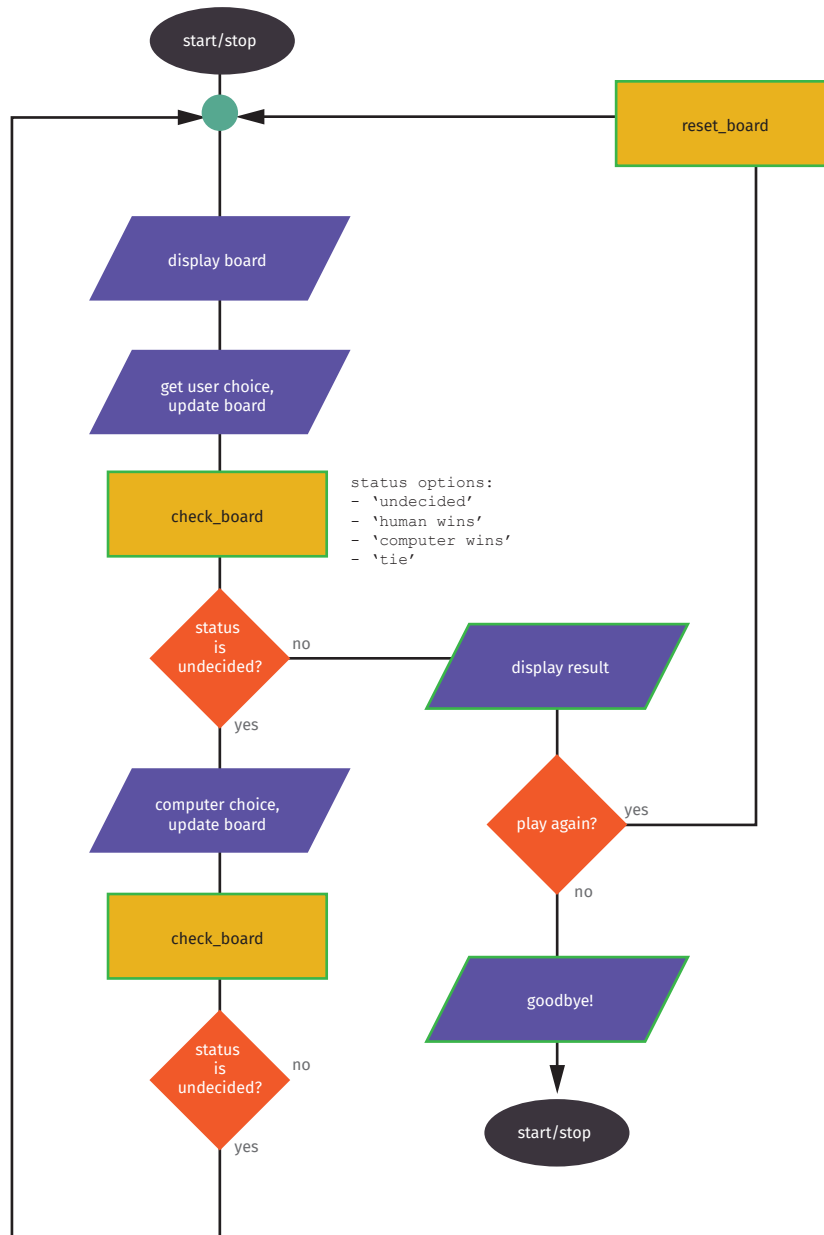 start/stop
reset_board
display board
get user choice,
update board
check_board
status options:
- ‘undecided’
- ‘human wins’
- ‘computer wins’
- ‘tie’
status
is
undecided?
no
yes
display result
computer choice,
update board
play again?
yes
no
check_board
goodbye!
status
is
undecided?
no
yes
start/stop